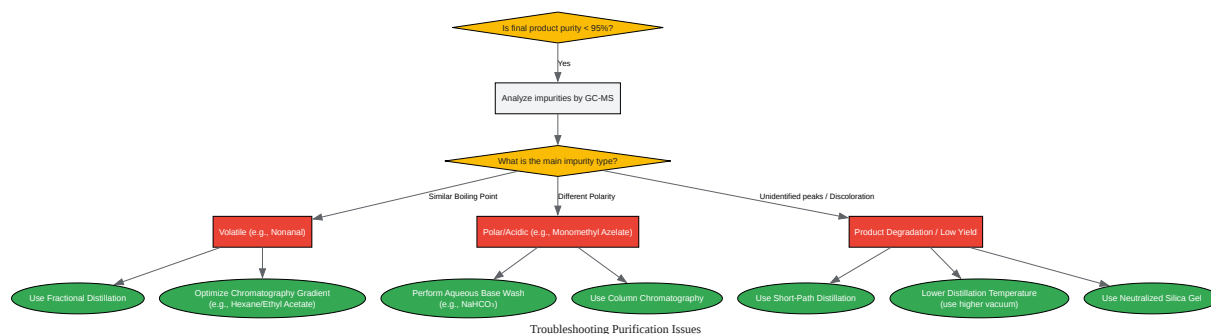 Is final product purity < 95%?
Yes
Analyze impurities by GC-MS
What is the main impurity type?
Similar Boiling Point
Different Polarity
Unidentified peaks / Discoloration
Volatile (e.g., Nonanal)
Polar/Acidic (e.g., Monomethyl Azelate)
Product Degradation / Low Yield
Use Fractional Distillation
Optimize Chromatography Gradient
(e.g., Hexane/Ethyl Acetate)
Perform Aqueous Base Wash
(e.g., NaHCO₃)
Use Column Chromatography
Use Short-Path Distillation
Lower Distillation Temperature
(use higher vacuum)
Use Neutralized Silica Gel
Troubleshooting Purification Issues